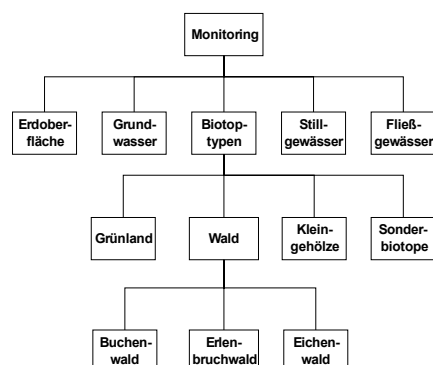 Monitoring
Erdober-
fläche
Grund-
wasser
Biotop-
typen
Still-
gewässer
Fließ-
gewässer
Grünland
Wald
Klein-
gehölze
Sonder-
biotope
Buchen-
wald
Erlen-
bruchwald
Eichen-
wald